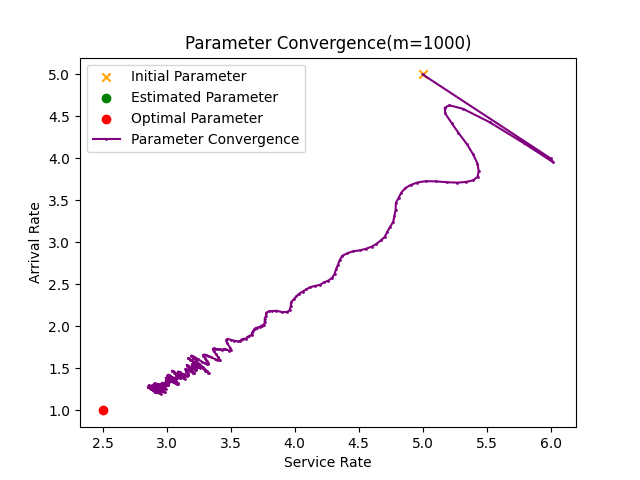 Parameter Convergence(m=1000)
Initial Parameter
Estimated Parameter
Optimal Parameter
Parameter Convergence
Arrival Rate
5.0
4.5
4.0
3.5
3.0
2.5
2.0
1.5
1.0
2.5 3.0 3.5 4.0 4.5 5.0 5.5 6.0
Service Rate